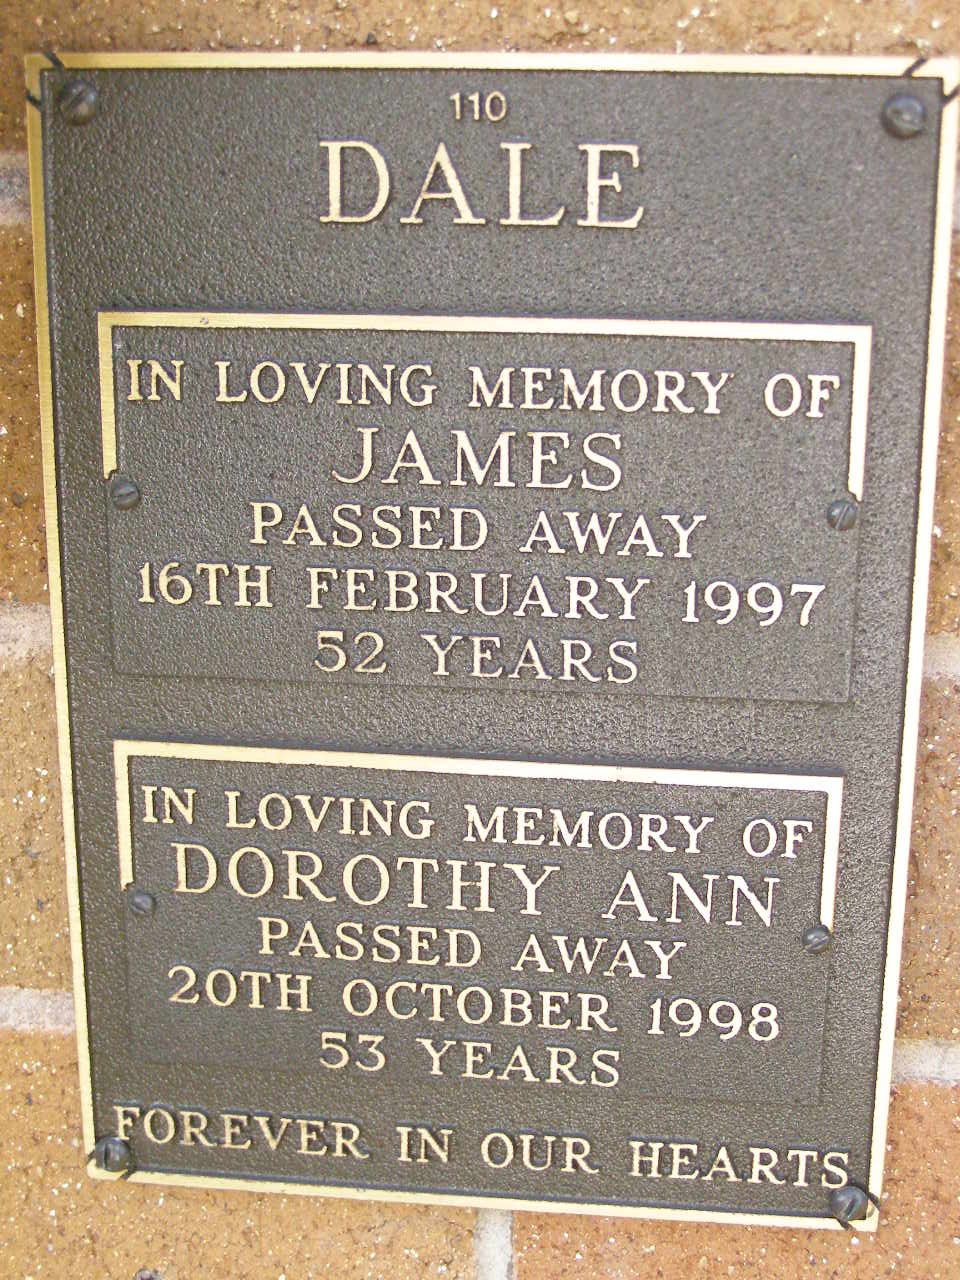 110
DALE
IN LOVING MEMORY OF
JAMES
PASSED AWAY
16TH FEBRUARY 1997
52 YEARS
IN LOVING MEMORY OF
DOROTHY ANN
PASSED AWAY
20TH OCTOBER 1998
53 YEARS
FOREVER IN OUR HEARTS